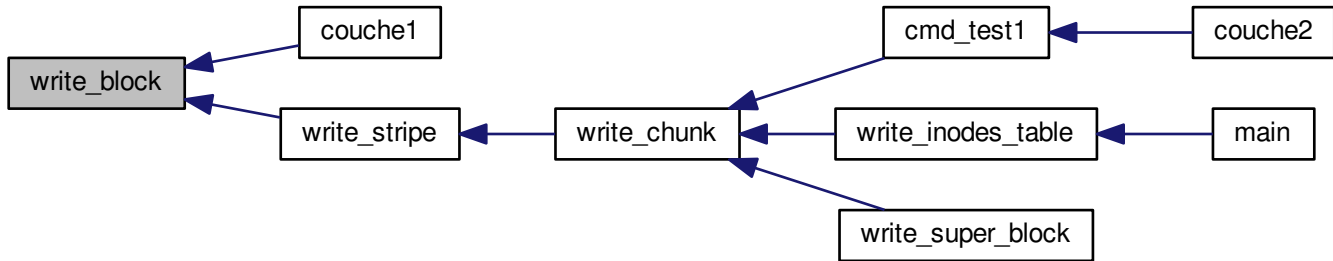 couche1
cmd_test1
couche2
write_block
write_stripe
write_chunk
write_inodes_table
main
write_super_block